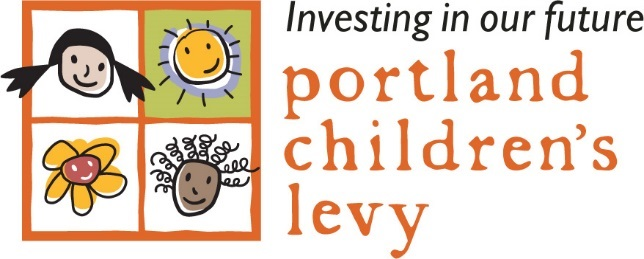 Investing in our future
portland
children's
levy